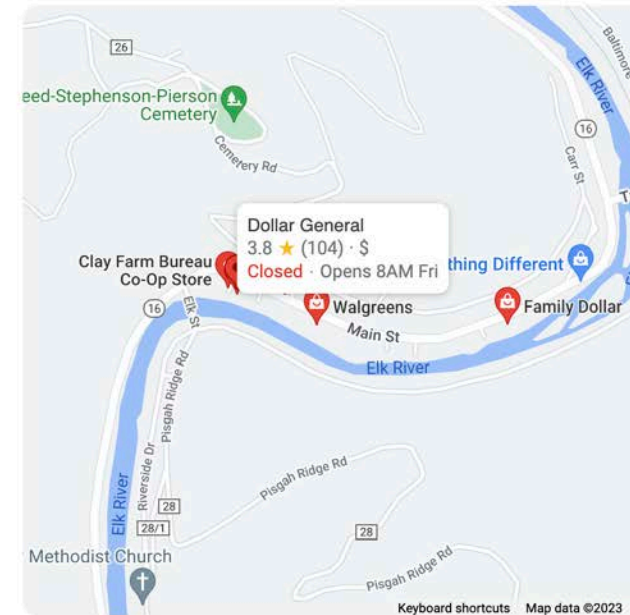 26
eed-Stephenson-Pierson
Cemetery
Cemetery Rd
Elk River
Baltimore
16
Carr St
Dollar General
3.8 ★ (104) · $
Closed · Opens 8AM Fri
Clay Farm Bureau
Co-Op Store
thing Different
Walgreens
Family Dollar
16
Elk St
Main St
Elk River
Pisgah Ridge Rd
Riverside Dr
Elk River
Pisgah Ridge Rd
28
28/1
28
Methodist Church
Pisgah Ridge Rd
Keyboard shortcuts Map data ©2023